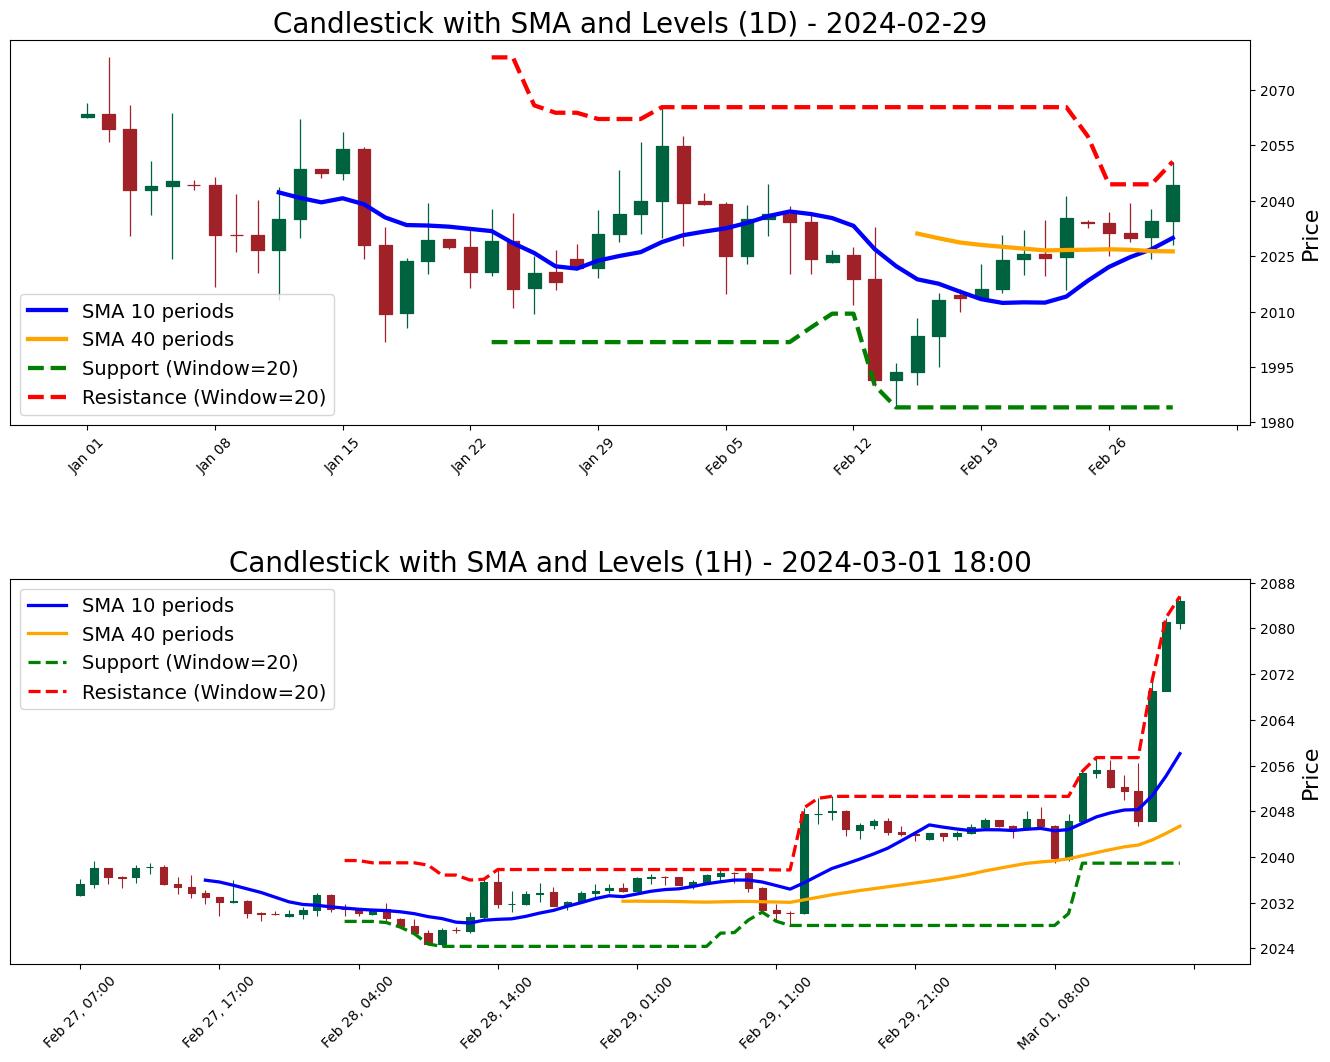 Candlestick with SMA and Levels (1D) - 2024-02-29
SMA 10 periods
SMA 40 periods
Support (Window=20)
Resistance (Window=20)
2070
2055
2040
2025
2010
1995
1980
Price
Jan 01
Jan 08
Jan 15
Jan 22
Jan 29
Feb 05
Feb 12
Feb 19
Feb 26
Candlestick with SMA and Levels (1H) - 2024-03-01 18:00
SMA 10 periods
SMA 40 periods
Support (Window=20)
Resistance (Window=20)
2088
2080
2072
2064
2056
2048
2040
2032
2024
Price
Feb 27, 07:00
Feb 27, 17:00
Feb 28, 04:00
Feb 28, 14:00
Feb 29, 01:00
Feb 29, 11:00
Feb 29, 21:00
Mar 01, 08:00